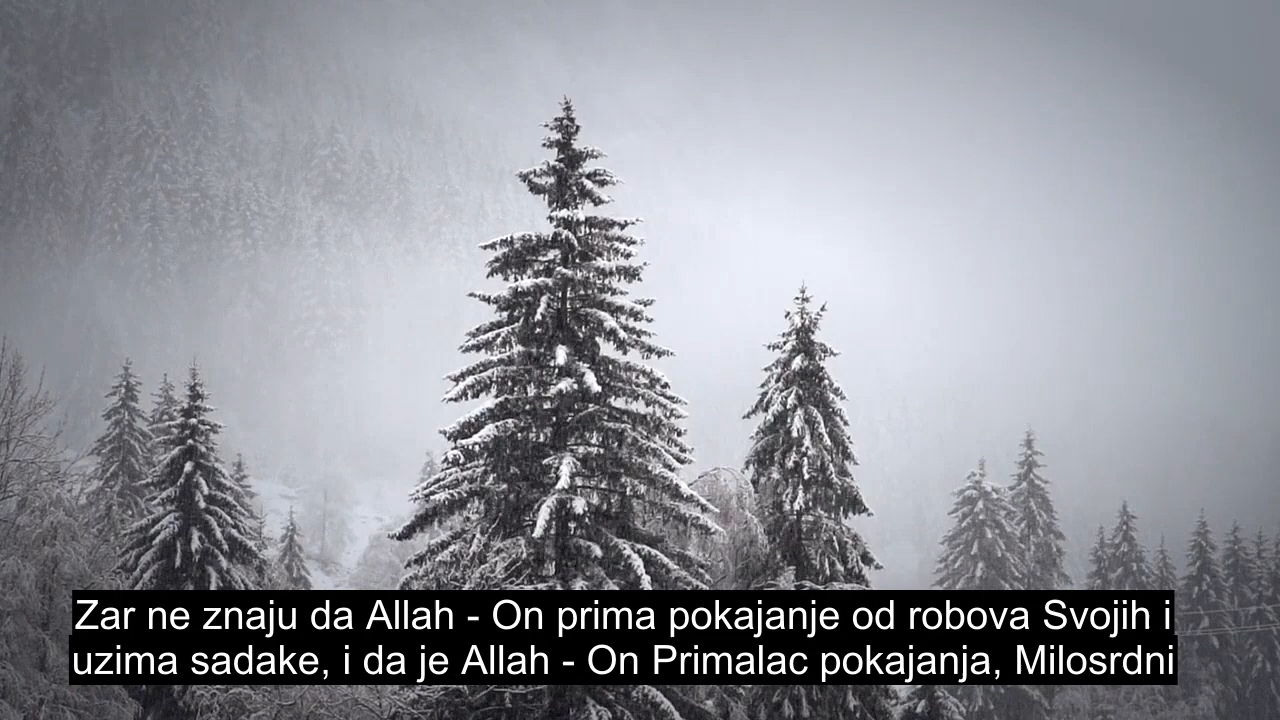 Zar ne znaju da Allah - On prima pokajanje od robova Svojih i
uzima sadake, i da je Allah - On Primalac pokajanja, Milosrdni